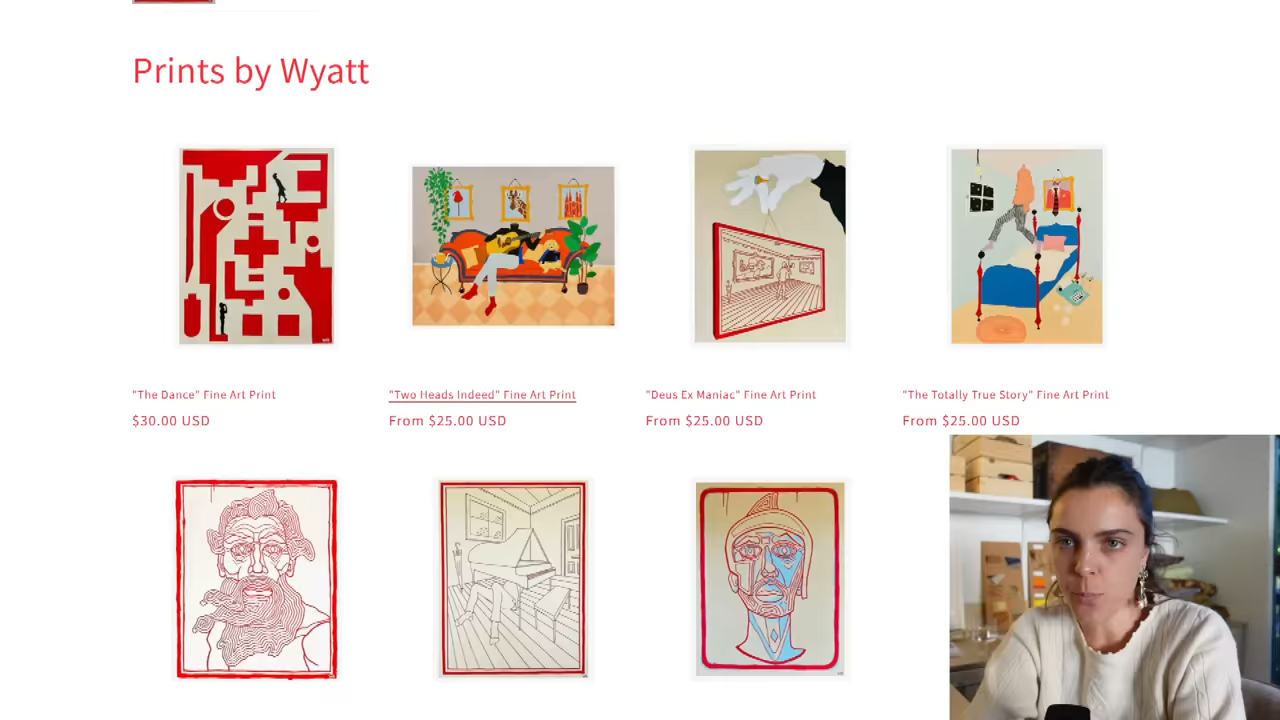 Prints by Wyatt
"The Dance" Fine Art Print
$30.00 USD
"Two Heads Indeed" Fine Art Print
From $25.00 USD
"Deus Ex Maniac" Fine Art Print
From $25.00 USD
"The Totally True Story" Fine Art Print
From $25.00 USD